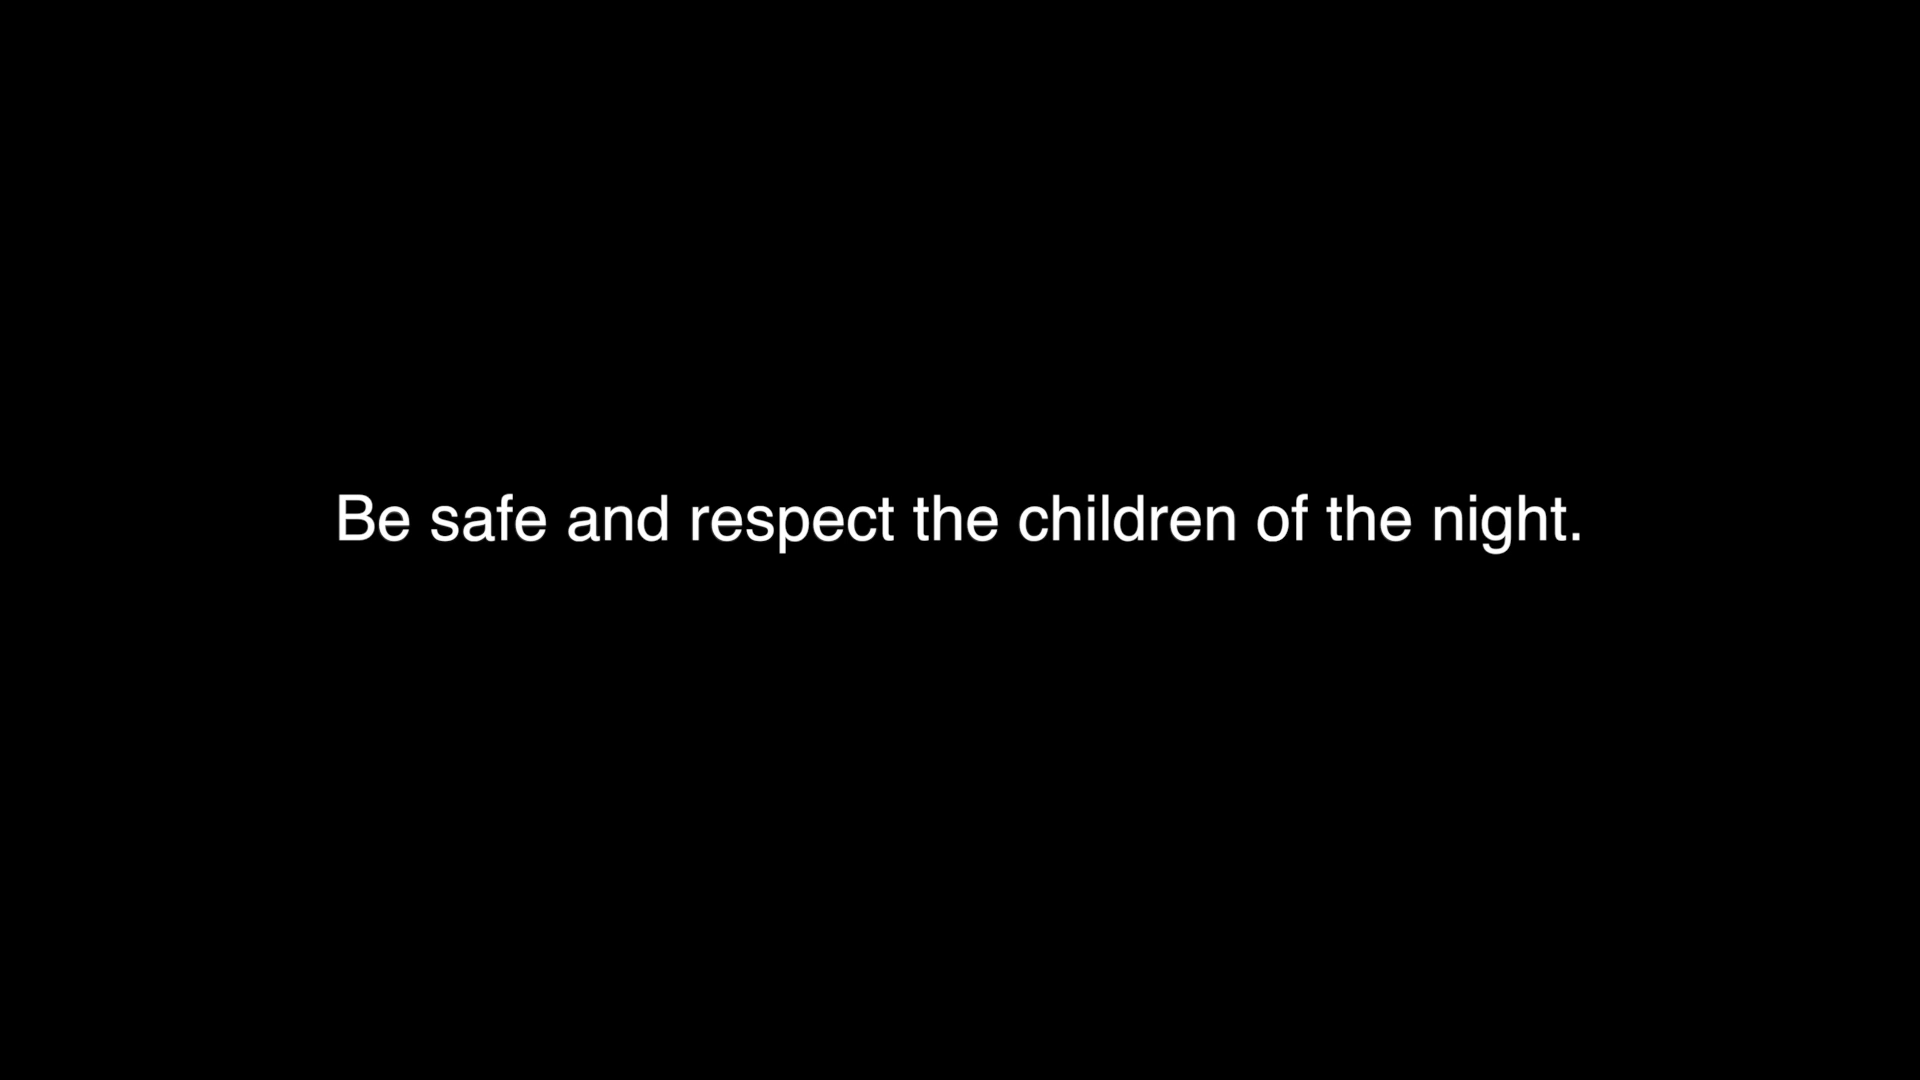 Be safe and respect the children of the night.